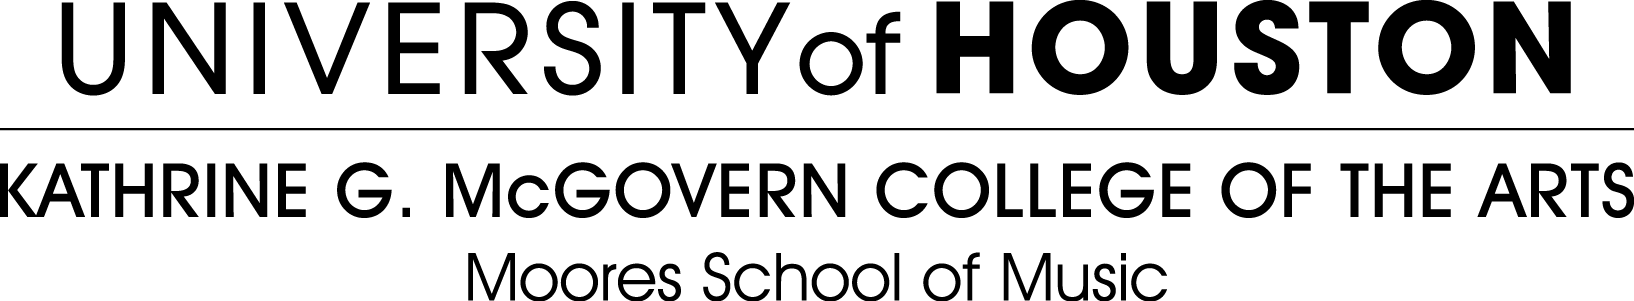 UNIVERSITY of HOUSTON
KATHRINE G. McGOVERN COLLEGE OF THE ARTS
Moores School of Music